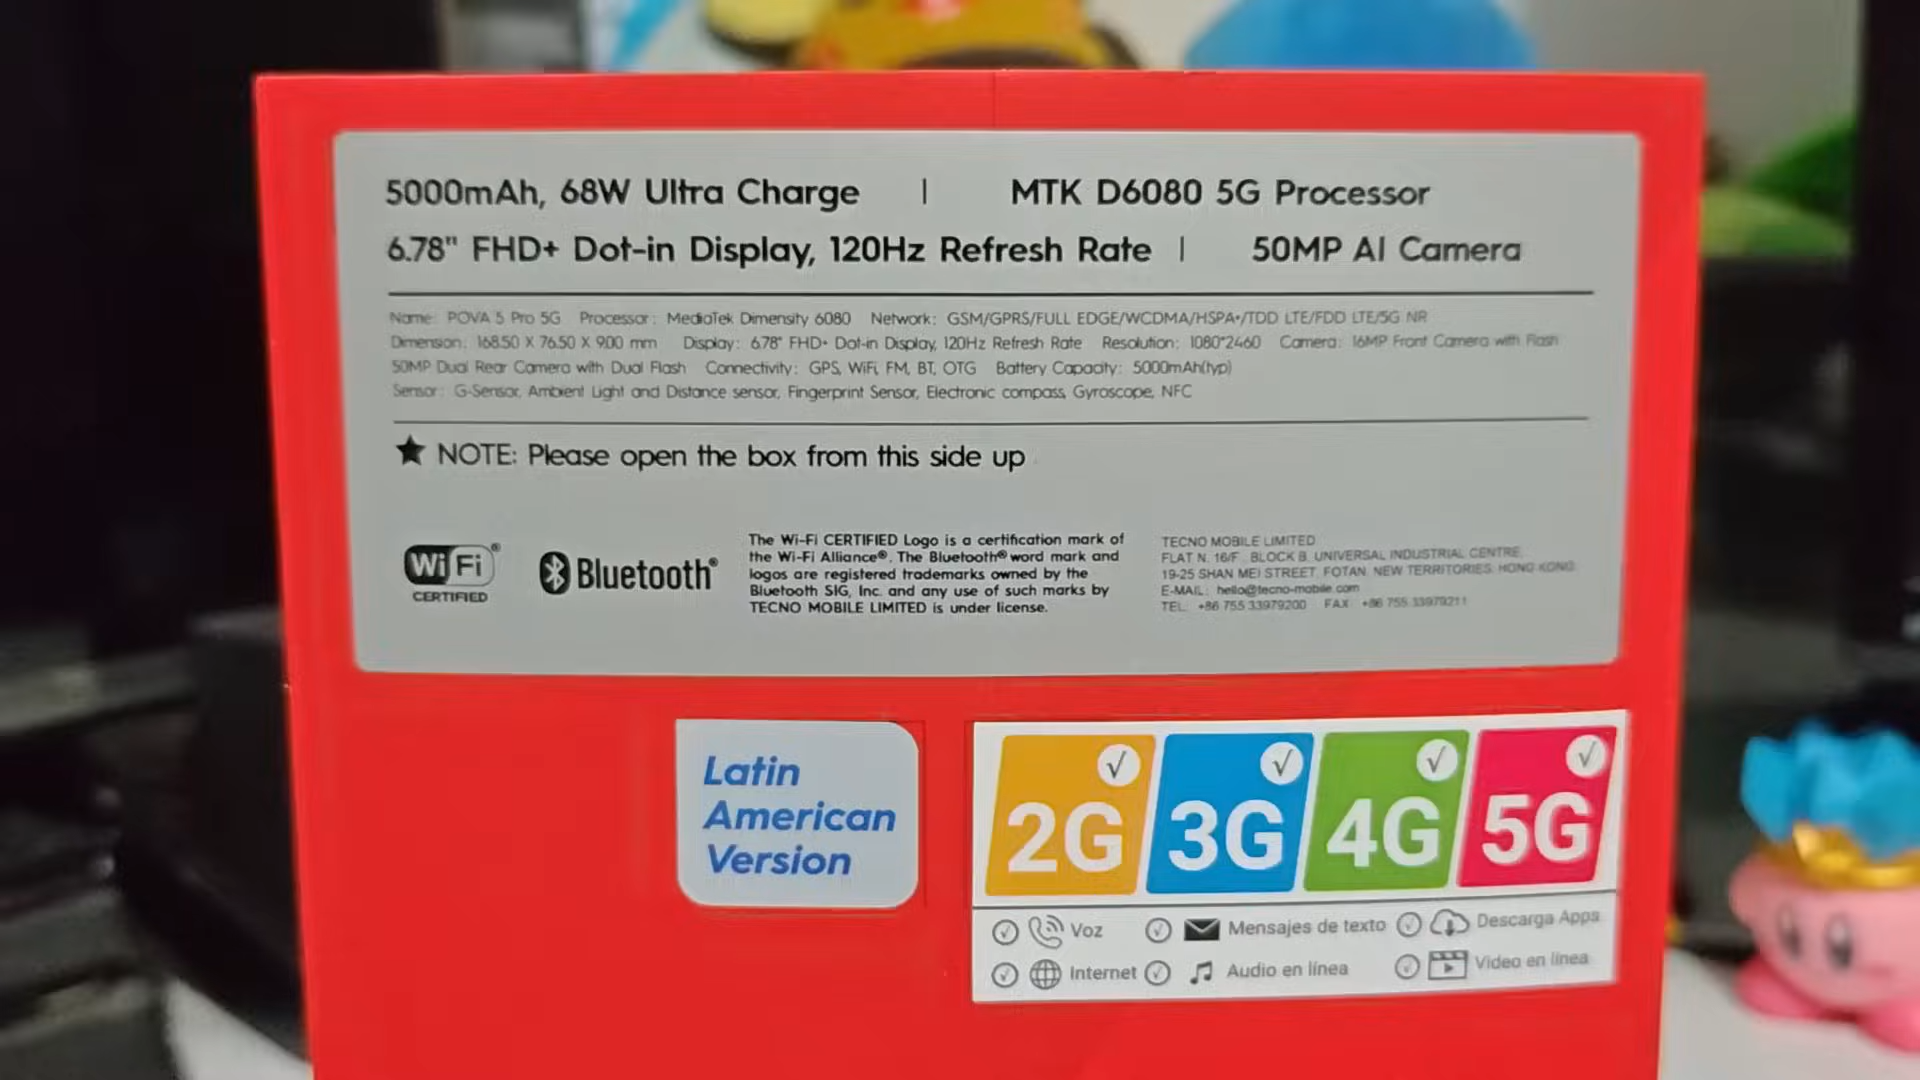 5000mAh, 68W Ultra Charge | MTK D6080 5G Processor
6.78" FHD+ Dot-in Display, 120Hz Refresh Rate | 50MP AI Camera
Name: POVA 5 Pro 5G Processor: MediaTek Dimensity 6080 Network: GSM/GPRS/FULL EDGE/WCDMA/HSPA+/TDD LTE/FDD LTE/5G NR
Dimension: 168.50 X 76.50 X 9.00 mm Display: 6.78" FHD+ Dot-in Display, 120Hz Refresh Rate Resolution: 1080*2460 Camera: 16MP Front Camera with Flash
50MP Dual Rear Camera with Dual Flash Connectivity: GPS, WiFi, FM, BT, OTG Battery Capacity: 5000mAh(typ)
Sensor: G-Sensor, Ambient Light and Distance sensor, Fingerprint Sensor, Electronic compass, Gyroscope, NFC
★ NOTE: Please open the box from this side up
Wi Fi ®
CERTIFIED
Bluetooth®
The Wi-Fi CERTIFIED Logo is a certification mark of
the Wi-Fi Alliance®. The Bluetooth® word mark and
logos are registered trademarks owned by the
Bluetooth SIG, Inc. and any use of such marks by
TECNO MOBILE LIMITED is under license.
TECNO MOBILE LIMITED
FLAT N, 16/F., BLOCK B, UNIVERSAL INDUSTRIAL CENTRE,
19-25 SHAN MEI STREET, FOTAN, NEW TERRITORIES, HONG KONG.
E-MAIL: hello@tecno-mobile.com
TEL: +86 755 33979200 FAX: +86 755 33979211
Latin
American
Version
2G 3G 4G 5G
Voz Mensajes de texto Descarga Apps
Internet Audio en línea Video en línea